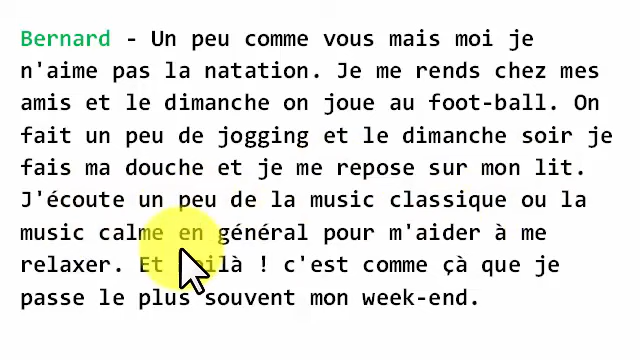 Bernard - Un peu comme vous mais moi je
n'aime pas la natation. Je me rends chez mes
amis et le dimanche on joue au foot-ball. On
fait un peu de jogging et le dimanche soir je
fais ma douche et je me repose sur mon lit.
J'écoute un peu de la music classique ou la
music calme en général pour m'aider à me
relaxer. Et voilà ! c'est comme çà que je
passe le plus souvent mon week-end.